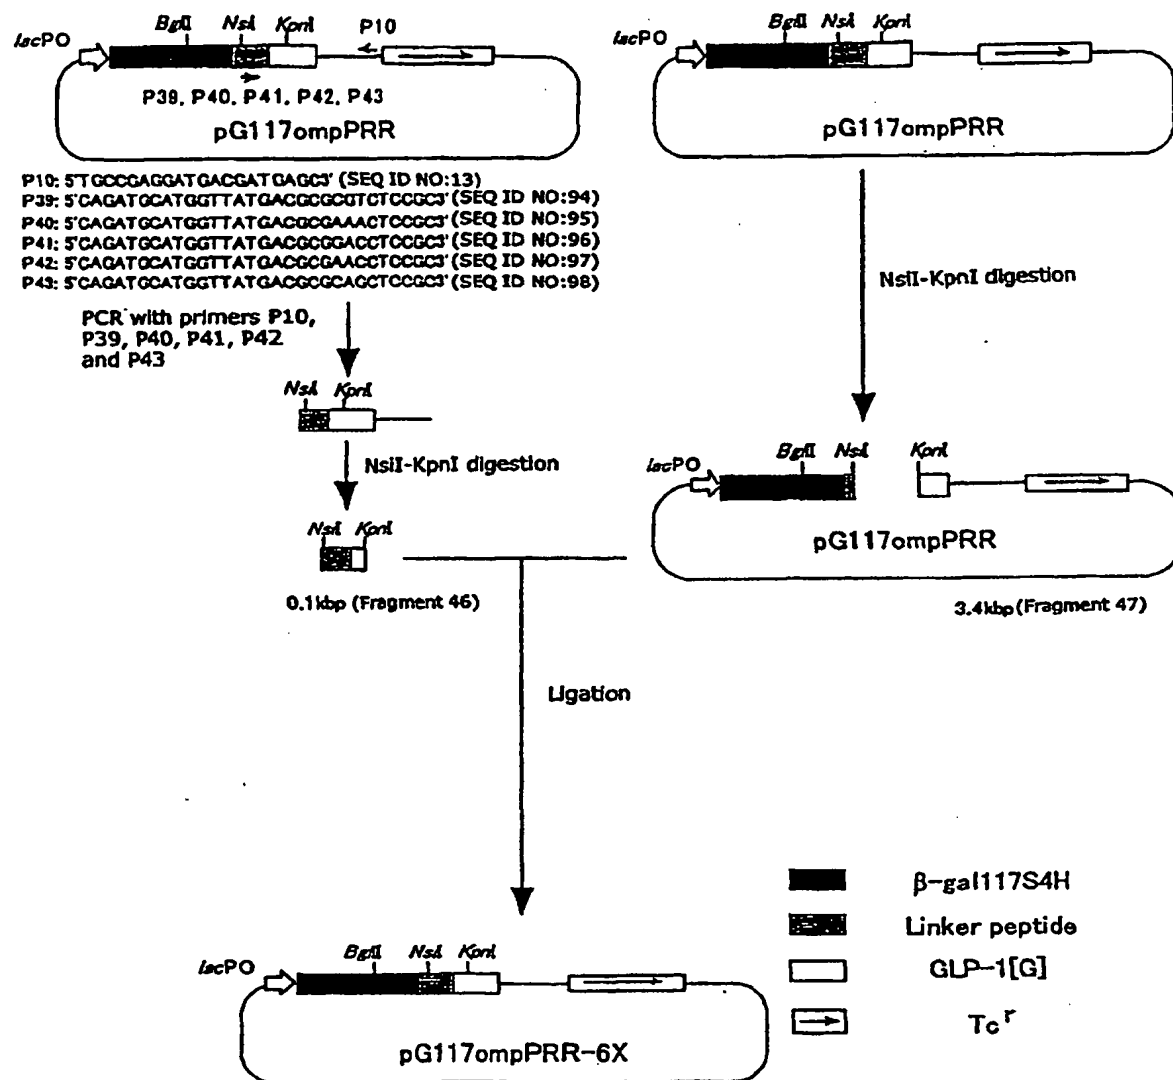 BglII NsiI KpnI P10
lacPO
P39, P40, P41, P42, P43
pG117ompPRR
BglII NsiI KpnI
lacPO
pG117ompPRR
P10: 5'TGCCGAGGATGACGATGAGC3' (SEQ ID NO:13)
P39: 5'CAGATGCATGGTTATGACGCGCGTCTCCGC3' (SEQ ID NO:94)
P40: 5'CAGATGCATGGTTATGACGCGAAACTCCGC3' (SEQ ID NO:95)
P41: 5'CAGATGCATGGTTATGACGCGGACCTCCGC3' (SEQ ID NO:96)
P42: 5'CAGATGCATGGTTATGACGCGAACCTCCGC3' (SEQ ID NO:97)
P43: 5'CAGATGCATGGTTATGACGCGCAGCTCCGC3' (SEQ ID NO:98)
PCR with primers P10,
P39, P40, P41, P42
and P43
NsiI-KpnI digestion
NsiI KpnI
NsiI-KpnI digestion
NsiI KpnI
0.1kbp (Fragment 46)
BglII NsiI KpnI
lacPO
pG117ompPRR
3.4kbp (Fragment 47)
Ligation
BglII NsiI KpnI
lacPO
pG117ompPRR-6X
β-gal117S4H
Linker peptide
GLP-1[G]
Tc r